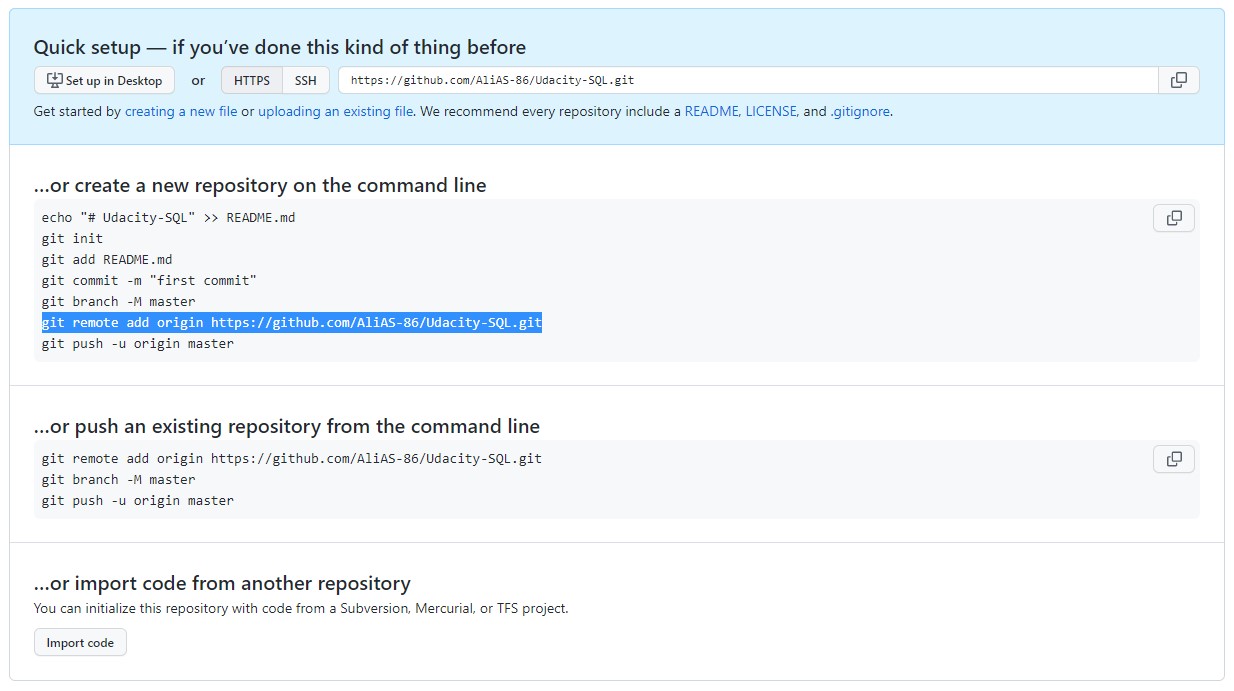 Quick setup — if you’ve done this kind of thing before
Set up in Desktop or HTTPS SSH https://github.com/AliAS-86/Udacity-SQL.git
Get started by creating a new file or uploading an existing file. We recommend every repository include a README, LICENSE, and .gitignore.
…or create a new repository on the command line
echo "# Udacity-SQL" >> README.md
git init
git add README.md
git commit -m "first commit"
git branch -M master
git remote add origin https://github.com/AliAS-86/Udacity-SQL.git
git push -u origin master
…or push an existing repository from the command line
git remote add origin https://github.com/AliAS-86/Udacity-SQL.git
git branch -M master
git push -u origin master
…or import code from another repository
You can initialize this repository with code from a Subversion, Mercurial, or TFS project.
Import code